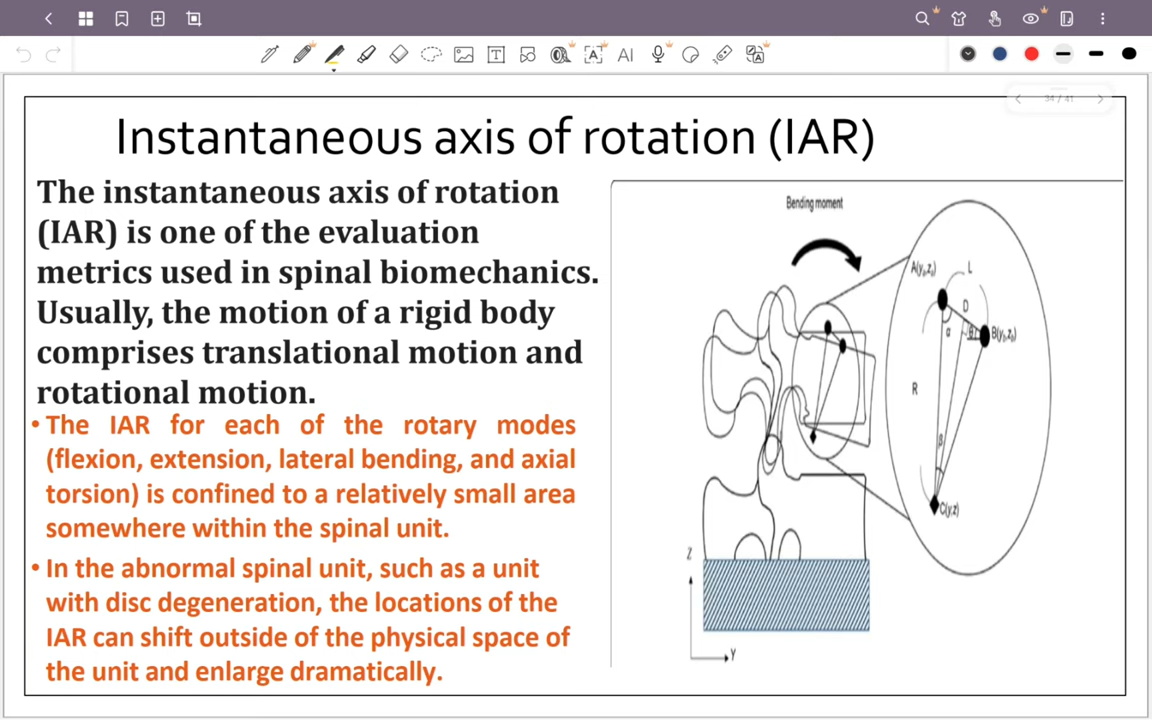 34 / 41
Instantaneous axis of rotation (IAR)
The instantaneous axis of rotation
(IAR) is one of the evaluation
metrics used in spinal biomechanics.
Usually, the motion of a rigid body
comprises translational motion and
rotational motion.
• The IAR for each of the rotary modes
(flexion, extension, lateral bending, and axial
torsion) is confined to a relatively small area
somewhere within the spinal unit.
• In the abnormal spinal unit, such as a unit
with disc degeneration, the locations of the
IAR can shift outside of the physical space of
the unit and enlarge dramatically.
Bending moment
L
D
α
R
β
C(y,z)
Z
Y